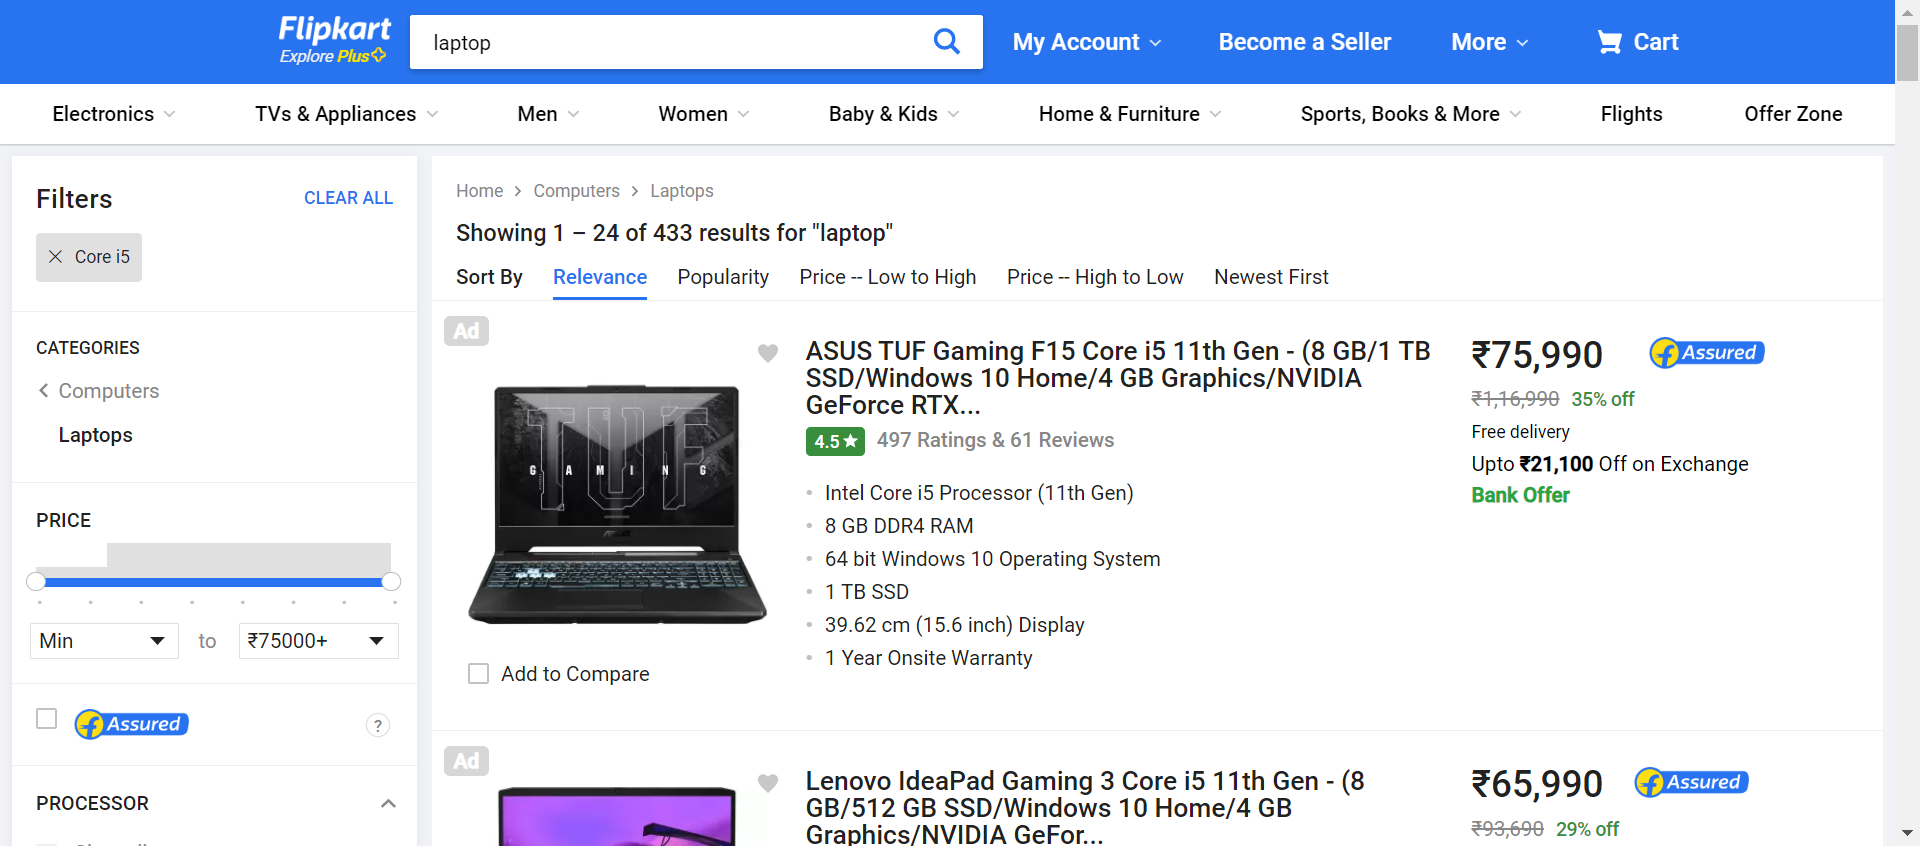 Flipkart
Explore Plus
laptop
My Account
Become a Seller
More
Cart
Electronics
TVs & Appliances
Men
Women
Baby & Kids
Home & Furniture
Sports, Books & More
Flights
Offer Zone
Filters
CLEAR ALL
Core i5
CATEGORIES
Computers
Laptops
PRICE
Min
to
₹75000+
Assured
?
PROCESSOR
Home
Computers
Laptops
Showing 1 – 24 of 433 results for "laptop"
Sort By
Relevance
Popularity
Price -- Low to High
Price -- High to Low
Newest First
Ad
TUF
GAMING
Add to Compare
ASUS TUF Gaming F15 Core i5 11th Gen - (8 GB/1 TB
SSD/Windows 10 Home/4 GB Graphics/NVIDIA
GeForce RTX...
4.5
497 Ratings & 61 Reviews
Intel Core i5 Processor (11th Gen)
8 GB DDR4 RAM
64 bit Windows 10 Operating System
1 TB SSD
39.62 cm (15.6 inch) Display
1 Year Onsite Warranty
₹75,990
Assured
₹1,16,990 35% off
Free delivery
Upto ₹21,100 Off on Exchange
Bank Offer
Ad
Lenovo IdeaPad Gaming 3 Core i5 11th Gen - (8
GB/512 GB SSD/Windows 10 Home/4 GB
Graphics/NVIDIA GeFor...
₹65,990
Assured
₹93,690 29% off